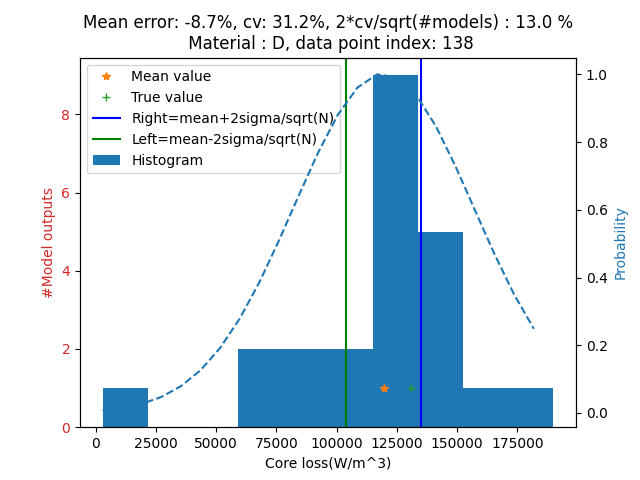 Mean error: -8.7%, cv: 31.2%, 2*cv/sqrt(#models) : 13.0 %
Material : D, data point index: 138
Mean value
True value
Right=mean+2sigma/sqrt(N)
Left=mean-2sigma/sqrt(N)
Histogram
#Model outputs
8
6
4
2
0
1.0
0.8
0.6
0.4
0.2
0.0
Probability
0 25000 50000 75000 100000 125000 150000 175000
Core loss(W/m^3)